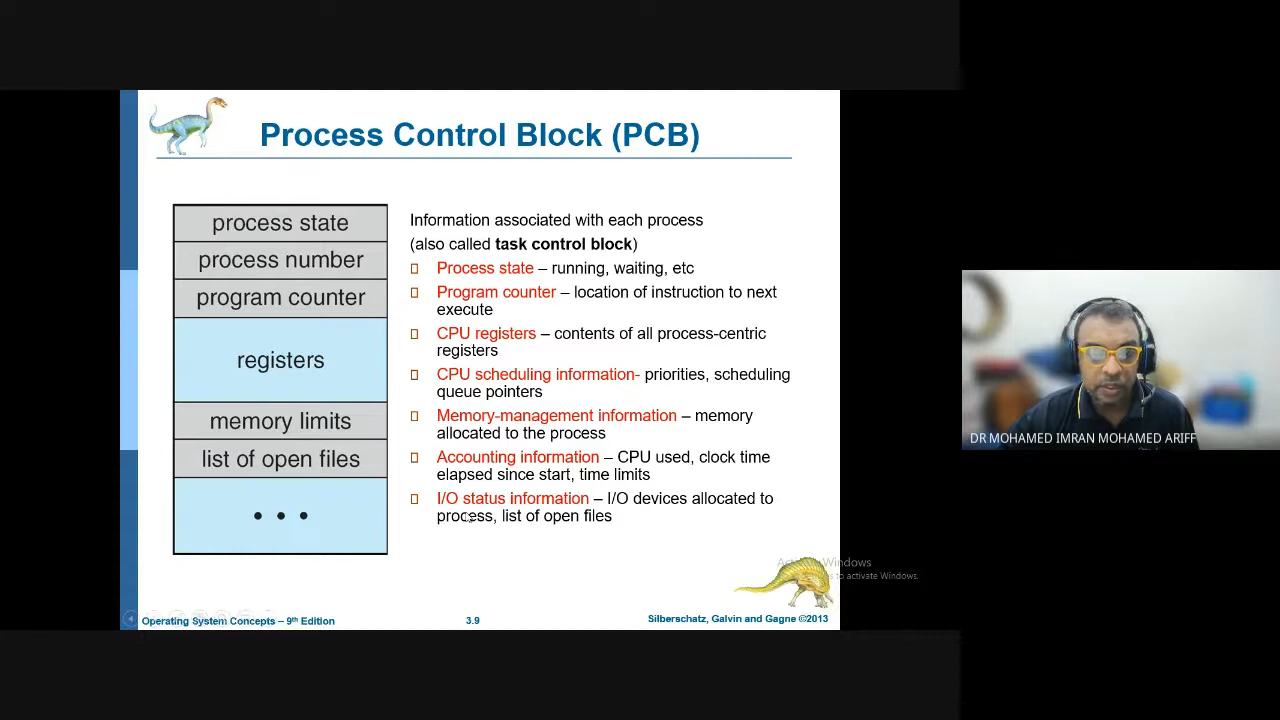 Process Control Block (PCB)
process state
process number
program counter
registers
memory limits
list of open files
• • •
Information associated with each process
(also called task control block)
Process state – running, waiting, etc
Program counter – location of instruction to next
execute
CPU registers – contents of all process-centric
registers
CPU scheduling information- priorities, scheduling
queue pointers
Memory-management information – memory
allocated to the process
Accounting information – CPU used, clock time
elapsed since start, time limits
I/O status information – I/O devices allocated to
process, list of open files
Windows
to activate Windows.
Operating System Concepts – 9th Edition
3.9
Silberschatz, Galvin and Gagne ©2013
DR MOHAMED IMRAN MOHAMED ARIFF